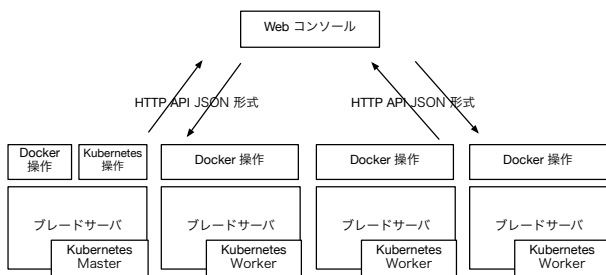 Web コンソール
HTTP API JSON 形式
HTTP API JSON 形式
Docker
操作
Kubernetes
操作
Docker 操作
Docker 操作
Docker 操作
ブレードサーバ
ブレードサーバ
ブレードサーバ
ブレードサーバ
Kubernetes
Master
Kubernetes
Worker
Kubernetes
Worker
Kubernetes
Worker